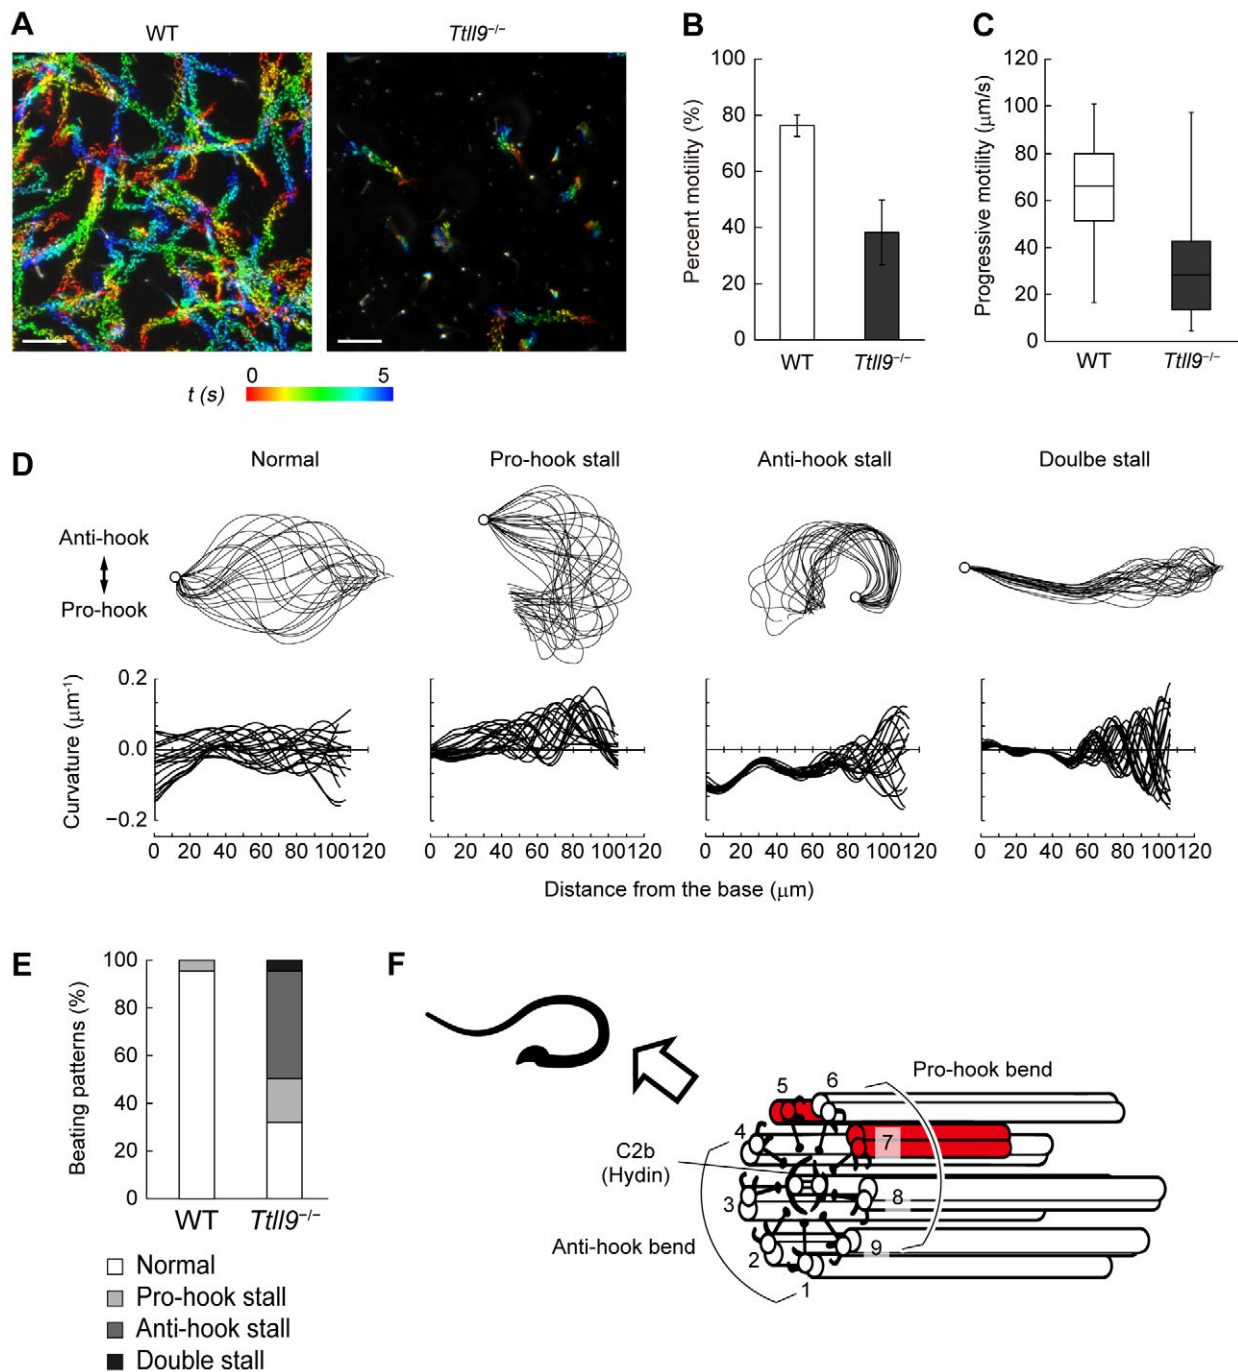 A
WT
Ttll9−/−
t (s)
0
5
B
Percent motility (%)
100
80
60
40
20
0
WT
Ttll9−/−
C
Progressive motility (μm/s)
120
100
80
60
40
20
0
WT
Ttll9−/−
D
Normal
Pro-hook stall
Anti-hook stall
Doulbe stall
Anti-hook
Pro-hook
Curvature (μm-1)
0.2
0.0
−0.2
0 20 40 60 80 100 120
0 20 40 60 80 100 120
0 20 40 60 80 100 120
0 20 40 60 80 100 120
Distance from the base (μm)
E
Beating patterns (%)
100
80
60
40
20
0
WT
Ttll9−/−
Normal
Pro-hook stall
Anti-hook stall
Double stall
F
Pro-hook bend
5
6
4
7
C2b
(Hydin)
8
3
Anti-hook bend
9
2
1